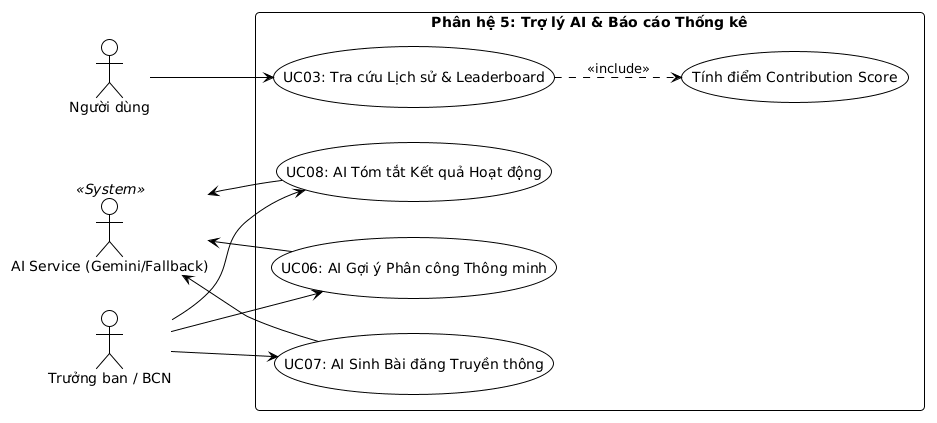 Phân hệ 5: Trợ lý AI & Báo cáo Thống kê
Người dùng
UC03: Tra cứu Lịch sử & Leaderboard
«include»
Tính điểm Contribution Score
«System»
AI Service (Gemini/Fallback)
UC08: AI Tóm tắt Kết quả Hoạt động
UC06: AI Gợi ý Phân công Thông minh
Trưởng ban / BCN
UC07: AI Sinh Bài đăng Truyền thông